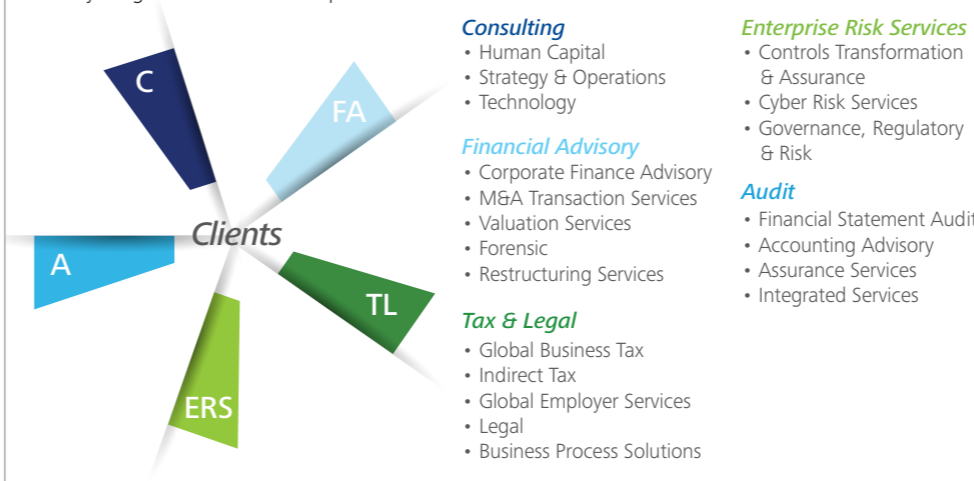 C
FA
Clients
A
TL
ERS
Consulting
• Human Capital
• Strategy & Operations
• Technology
Financial Advisory
• Corporate Finance Advisory
• M&A Transaction Services
• Valuation Services
• Forensic
• Restructuring Services
Tax & Legal
• Global Business Tax
• Indirect Tax
• Global Employer Services
• Legal
• Business Process Solutions
Enterprise Risk Services
• Controls Transformation
& Assurance
• Cyber Risk Services
• Governance, Regulatory
& Risk
Audit
• Financial Statement Audit
• Accounting Advisory
• Assurance Services
• Integrated Services